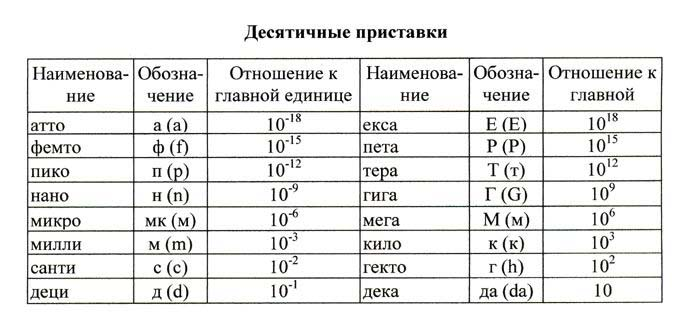 Десятичные приставки
Наименова-ние Обозна-чение Отношение к главной единице Наименова-ние Обозна-чение Отношение к главной
атто а (a) 10⁻¹⁸ екса Е (E) 10¹⁸
фемто ф (f) 10⁻¹⁵ пета Р (P) 10¹⁵
пико п (p) 10⁻¹² тера Т (т) 10¹²
нано н (n) 10⁻⁹ гига Г (G) 10⁹
микро мк (м) 10⁻⁶ мега М (м) 10⁶
милли м (m) 10⁻³ кило к (к) 10³
санти с (c) 10⁻² гекто г (h) 10²
деци д (d) 10⁻¹ дека да (da) 10